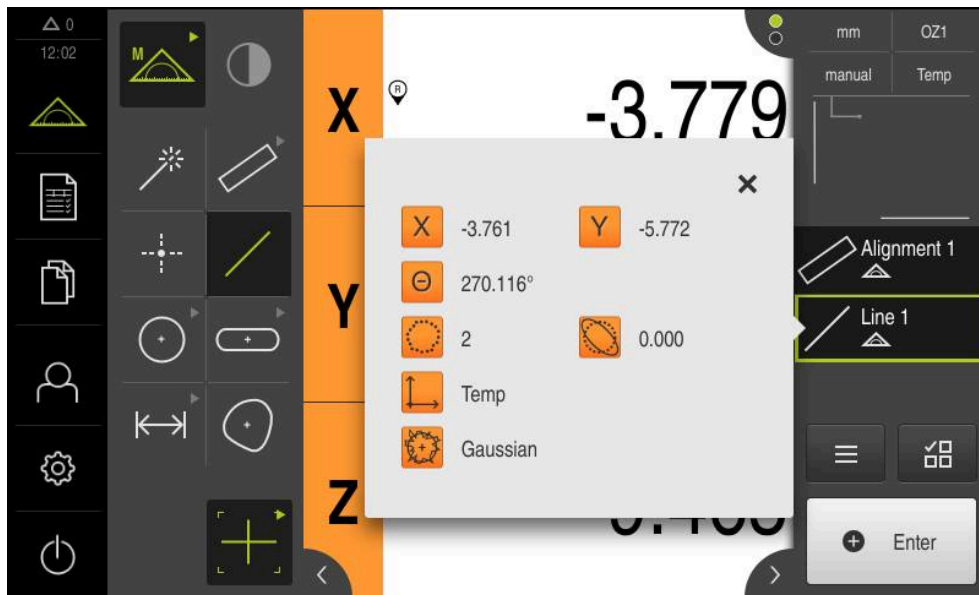 0
12:02
M
X
R
-3.779
Y
Z
X -3.761 Y -5.772
Θ 270.116°
2 0.000
Temp
Gaussian
mm OZ1
manual Temp
Alignment 1
Line 1
Enter